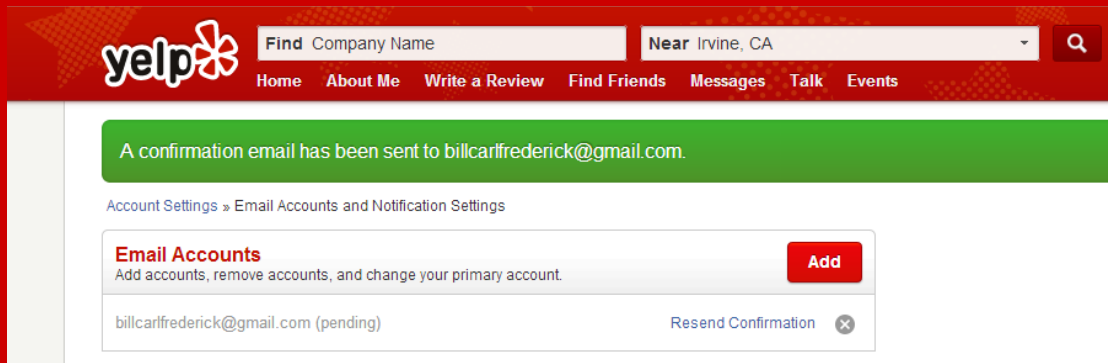 yelp Find Company Name Near Irvine, CA
Home About Me Write a Review Find Friends Messages Talk Events
A confirmation email has been sent to billcarlfrederick@gmail.com.
Account Settings » Email Accounts and Notification Settings
Email Accounts
Add accounts, remove accounts, and change your primary account.
Add
billcarlfrederick@gmail.com (pending) Resend Confirmation